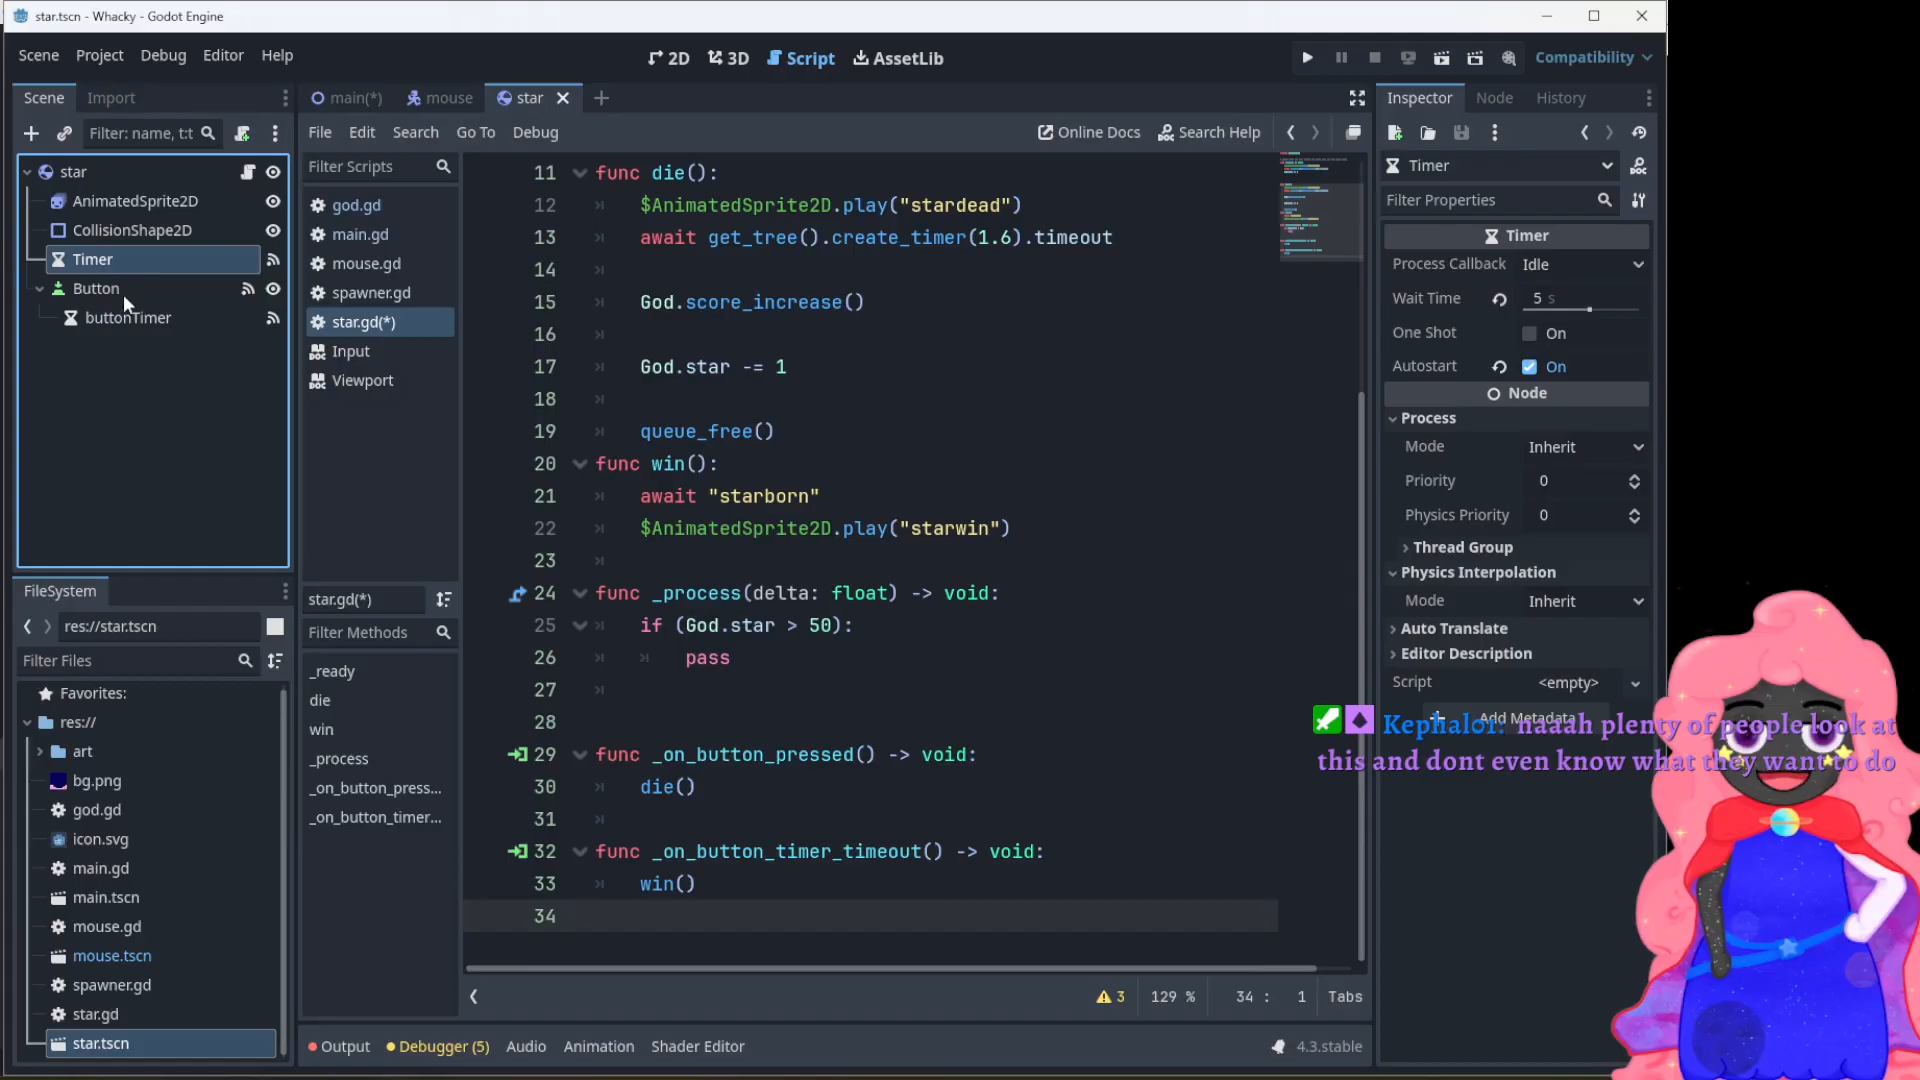 star.tscn - Whacky - Godot Engine
Scene Project Debug Editor Help
2D 3D Script AssetLib
Compatibility
Scene Import
main(*) mouse star
Inspector Node History
Filter: name, t:t
File Edit Search Go To Debug
Online Docs Search Help
Timer
Filter Properties
star
AnimatedSprite2D
CollisionShape2D
Timer
Button
buttonTimer
Filter Scripts
god.gd
main.gd
mouse.gd
spawner.gd
star.gd(*)
Input
Viewport
star.gd(*)
Filter Methods
_ready
die
win
_process
_on_button_press...
_on_button_timer...
11 func die():
12 $AnimatedSprite2D.play("stardead")
13 await get_tree().create_timer(1.6).timeout
14
15 God.score_increase()
16
17 God.star -= 1
18
19 queue_free()
20 func win():
21 await "starborn"
22 $AnimatedSprite2D.play("starwin")
23
24 func _process(delta: float) -> void:
25 if (God.star > 50):
26 pass
27
28
29 func _on_button_pressed() -> void:
30 die()
31
32 func _on_button_timer_timeout() -> void:
33 win()
34
3 129 % 34 : 1 Tabs
Timer
Process Callback Idle
Wait Time 5 s
One Shot On
Autostart On
Node
Process
Mode Inherit
Priority 0
Physics Priority 0
Thread Group
Physics Interpolation
Mode Inherit
Auto Translate
Editor Description
Script <empty>
Add Metadata
Kephalor: naaah plenty of people look at
this and dont even know what they want to do
FileSystem
res://star.tscn
Filter Files
Favorites:
res://
art
bg.png
god.gd
icon.svg
main.gd
main.tscn
mouse.gd
mouse.tscn
spawner.gd
star.gd
star.tscn
Output Debugger (5) Audio Animation Shader Editor
4.3.stable